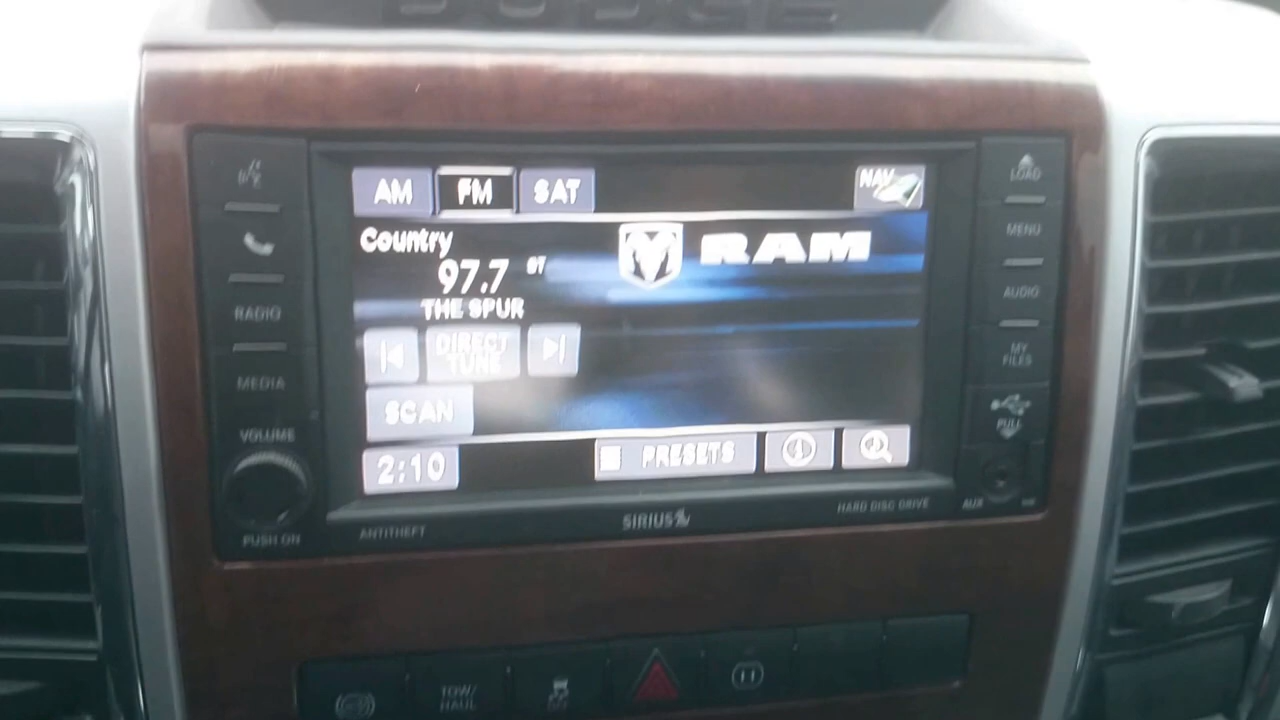 DODGE
AM FM SAT NAV
LOAD
Country
RAM
MENU
97.7 ST
THE SPUR
AUDIO
RADIO
DIRECT
TUNE
MY
FILES
MEDIA
SCAN
PULL
VOLUME
PRESETS
2:10
AUX
HARD DISC DRIVE
SIRIUS
ANTITHEFT
PUSH ON
TOW/
HAUL